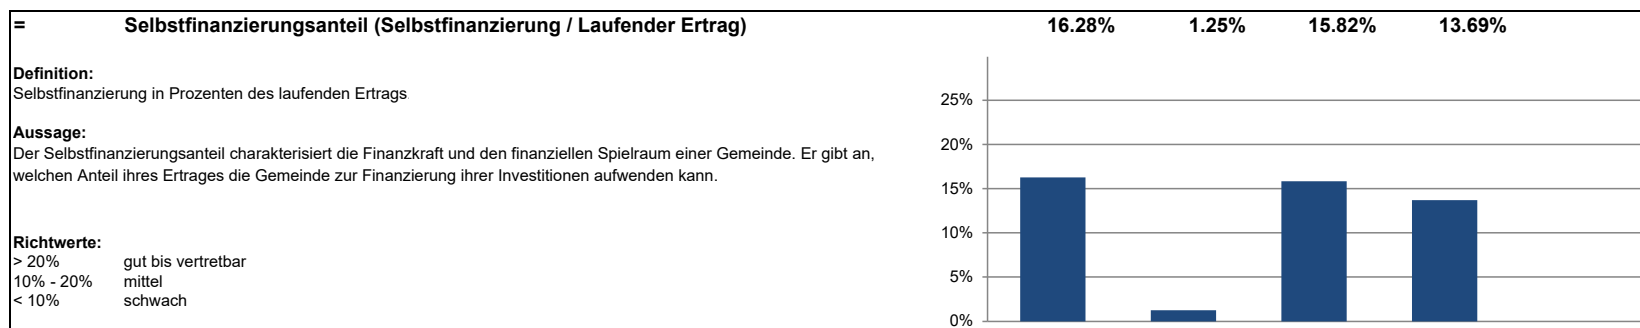 = Selbstfinanzierungsanteil (Selbstfinanzierung / Laufender Ertrag) 16.28% 1.25% 15.82% 13.69%
Definition:
Selbstfinanzierung in Prozenten des laufenden Ertrags.
Aussage:
Der Selbstfinanzierungsanteil charakterisiert die Finanzkraft und den finanziellen Spielraum einer Gemeinde. Er gibt an,
welchen Anteil ihres Ertrages die Gemeinde zur Finanzierung ihrer Investitionen aufwenden kann.
Richtwerte:
> 20% gut bis vertretbar
10% - 20% mittel
< 10% schwach
25%
20%
15%
10%
5%
0%